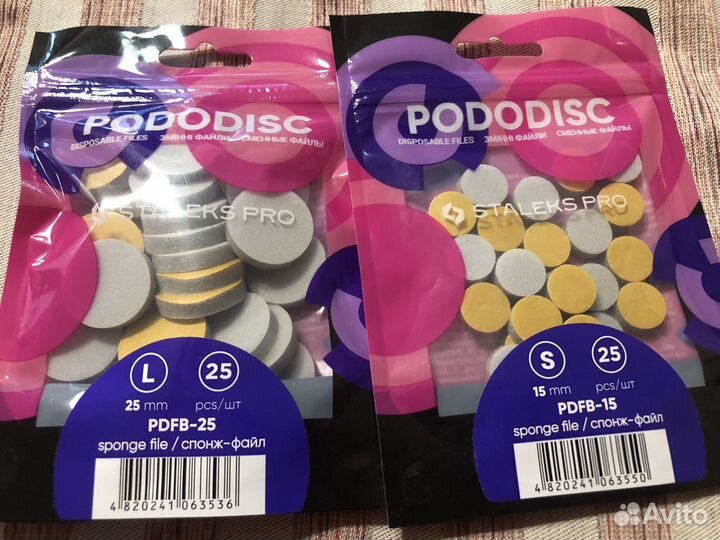 PODODISC
DISPOSABLE FILES ЗМІННІ ФАЙЛИ СМЕННЫЕ ФАЙЛЫ
STALEKS PRO
L 25
25 mm pcs/шт
PDFB-25
sponge file / спонж-файл
4 820241 063536
PODODISC
DISPOSABLE FILES ЗМІННІ ФАЙЛИ СМЕННЫЕ ФАЙЛЫ
STALEKS PRO
S 25
15 mm pcs/шт
PDFB-15
sponge file / спонж-файл
4 820241 063550
Avito